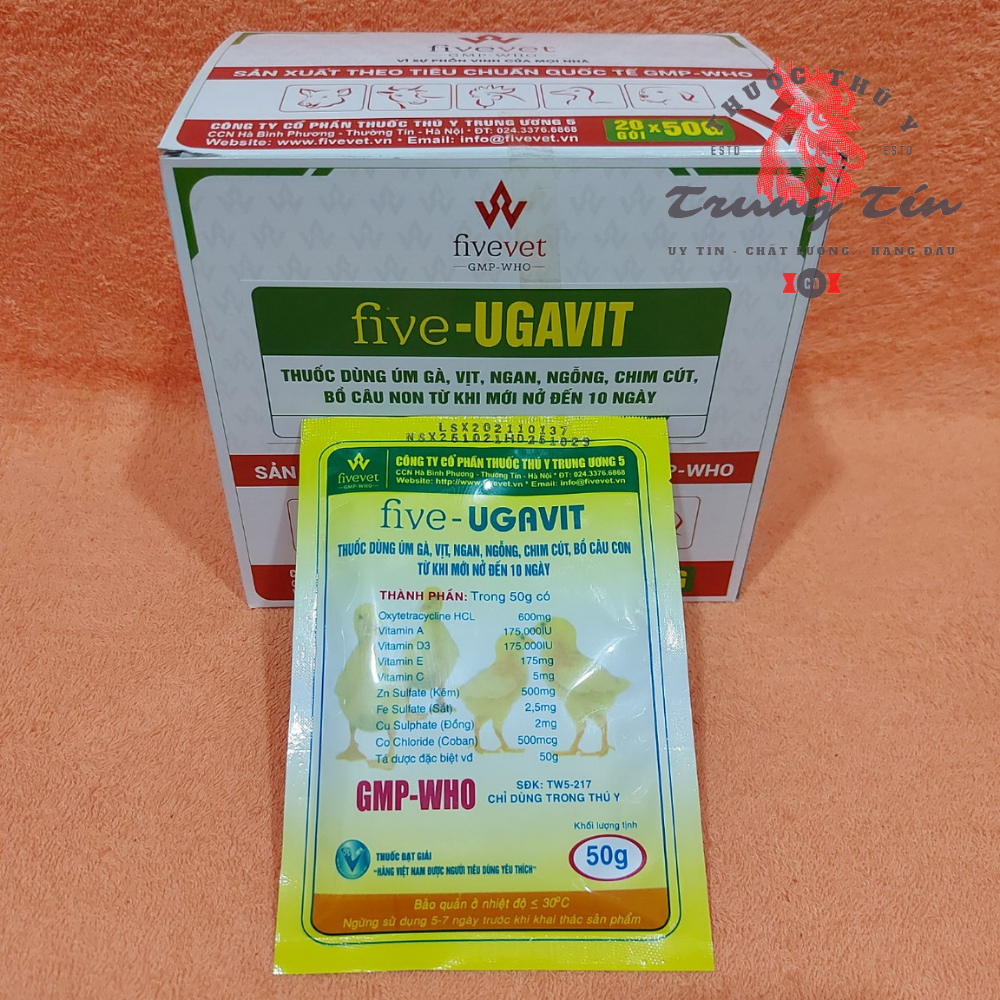 fivevet
GMP-WHO
VÌ SỰ PHỒN VINH CỦA MỌI NHÀ
SẢN XUẤT THEO TIÊU CHUẨN QUỐC TẾ GMP-WHO
CÔNG TY CỔ PHẦN THUỐC THÚ Y TRUNG ƯƠNG 5
CCN Hà Bình Phương - Thường Tín - Hà Nội * ĐT: 024.3376.6868
Website: www.fivevet.vn * Email: info@fivevet.vn
20 GÓI x 50G
THUỐC THÚ Y
ESTD ESTD
Trung Tín
UY TÍN - CHẤT LƯỢNG - HÀNG ĐẦU
CN
fivevet
GMP-WHO
five-UGAVIT
THUỐC DÙNG ÚM GÀ, VỊT, NGAN, NGỖNG, CHIM CÚT,
BỒ CÂU NON TỪ KHI MỚI NỞ ĐẾN 10 NGÀY
SẢN
P-WHO
LSX202110137
NSX251021HD251023
fivevet
GMP-WHO
CÔNG TY CỔ PHẦN THUỐC THÚ Y TRUNG ƯƠNG 5
CCN Hà Bình Phương - Thường Tín - Hà Nội * ĐT: 024.3376.6868
Website: http://www.fivevet.vn * Email: info@fivevet.vn
five-UGAVIT
THUỐC DÙNG ÚM GÀ, VỊT, NGAN, NGỖNG, CHIM CÚT, BỒ CÂU CON
TỪ KHI MỚI NỞ ĐẾN 10 NGÀY
THÀNH PHẦN: Trong 50g có
Oxytetracycline HCL 600mg
Vitamin A 175.000IU
Vitamin D3 175.000IU
Vitamin E 175mg
Vitamin C 5mg
Zn Sulfate (Kẽm) 500mg
Fe Sulfate (Sắt) 2,5mg
Cu Sulphate (Đồng) 2mg
Co Chloride (Coban) 500mcg
Tá dược đặc biệt vđ 50g
GMP-WHO
SĐK: TW5-217
CHỈ DÙNG TRONG THÚ Y
Khối lượng tịnh
50g
THUỐC ĐẠT GIẢI
"HÀNG VIỆT NAM ĐƯỢC NGƯỜI TIÊU DÙNG YÊU THÍCH"
Bảo quản ở nhiệt độ ≤ 30ºC
Ngừng sử dụng 5-7 ngày trước khi khai thác sản phẩm